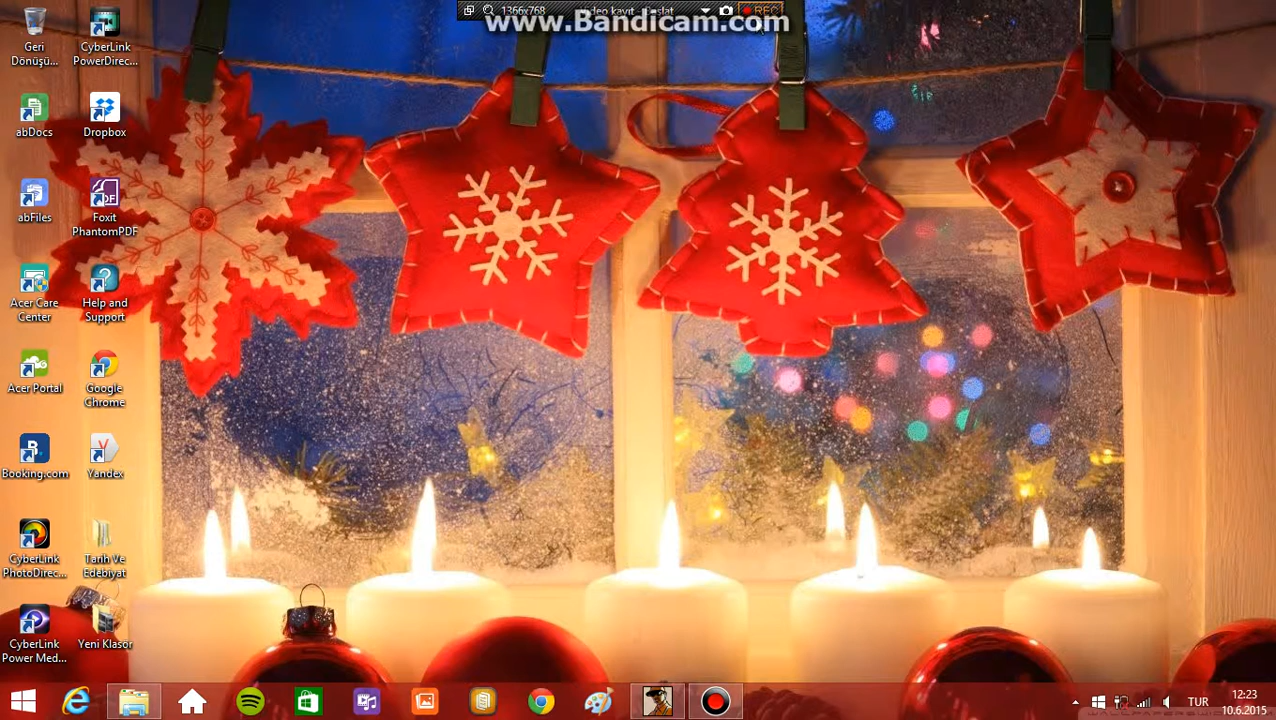 1366x768
www.Bandicam.com
REC
Geri
Dönüşü...
CyberLink
PowerDirec...
abDocs
Dropbox
abFiles
Foxit
PhantomPDF
Acer Care
Center
Help and
Support
Acer Portal
Google
Chrome
Booking.com
Yandex
CyberLink
PhotoDirec...
Tarih Ve
Edebiyat
CyberLink
Power Med...
Yeni Klasör
TUR
12:23
10.6.2015